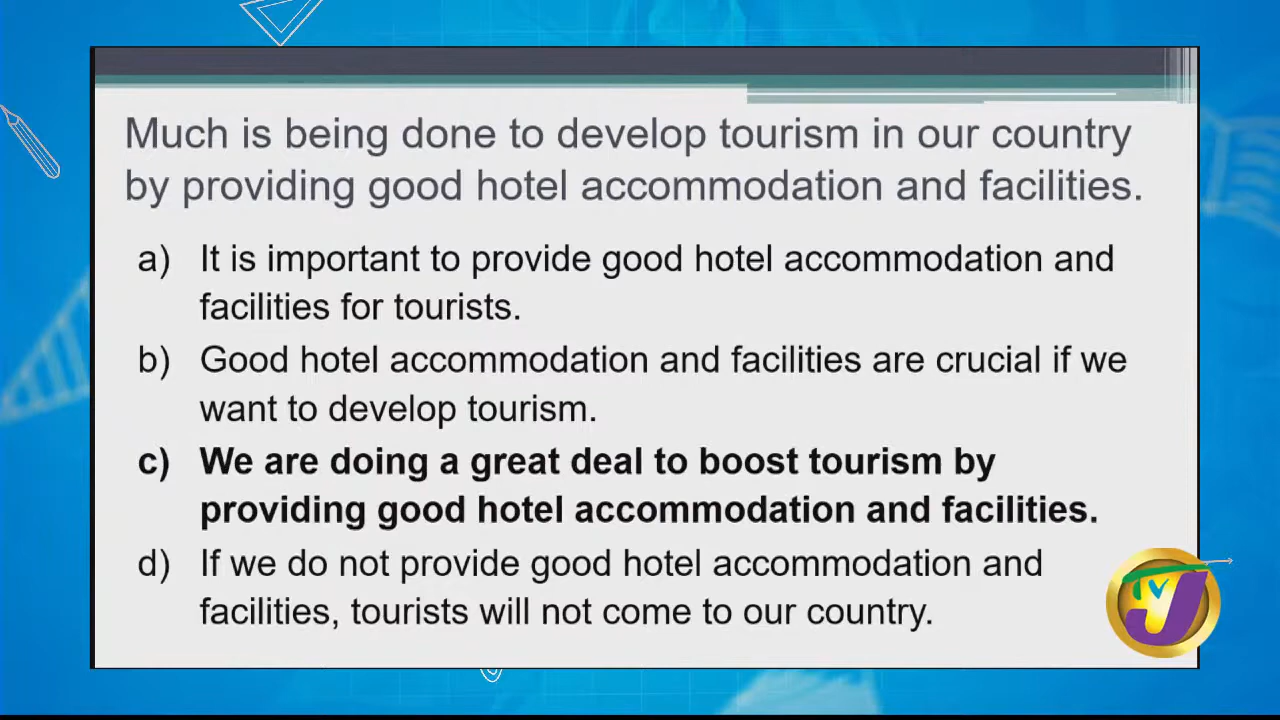 Much is being done to develop tourism in our country
by providing good hotel accommodation and facilities.
a) It is important to provide good hotel accommodation and
facilities for tourists.
b) Good hotel accommodation and facilities are crucial if we
want to develop tourism.
c) We are doing a great deal to boost tourism by
providing good hotel accommodation and facilities.
d) If we do not provide good hotel accommodation and
facilities, tourists will not come to our country.
TVJ